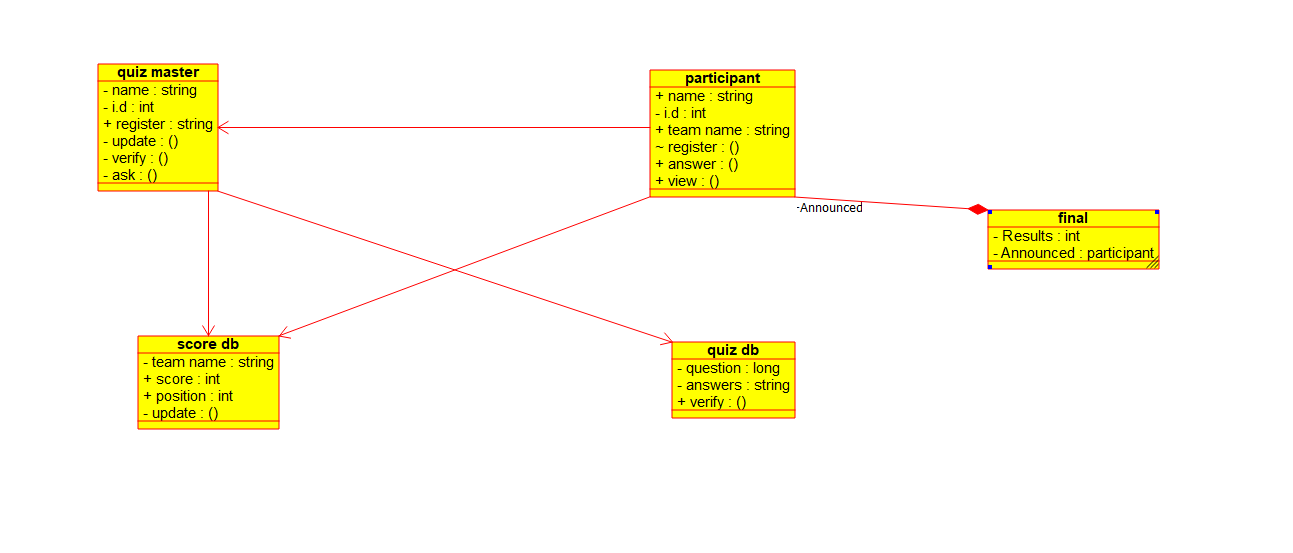 quiz master
- name : string
- i.d : int
+ register : string
- update : ()
- verify : ()
- ask : ()
participant
+ name : string
- i.d : int
+ team name : string
~ register : ()
+ answer : ()
+ view : ()
-Announced
final
- Results : int
- Announced : participant
score db
- team name : string
+ score : int
+ position : int
- update : ()
quiz db
- question : long
- answers : string
+ verify : ()